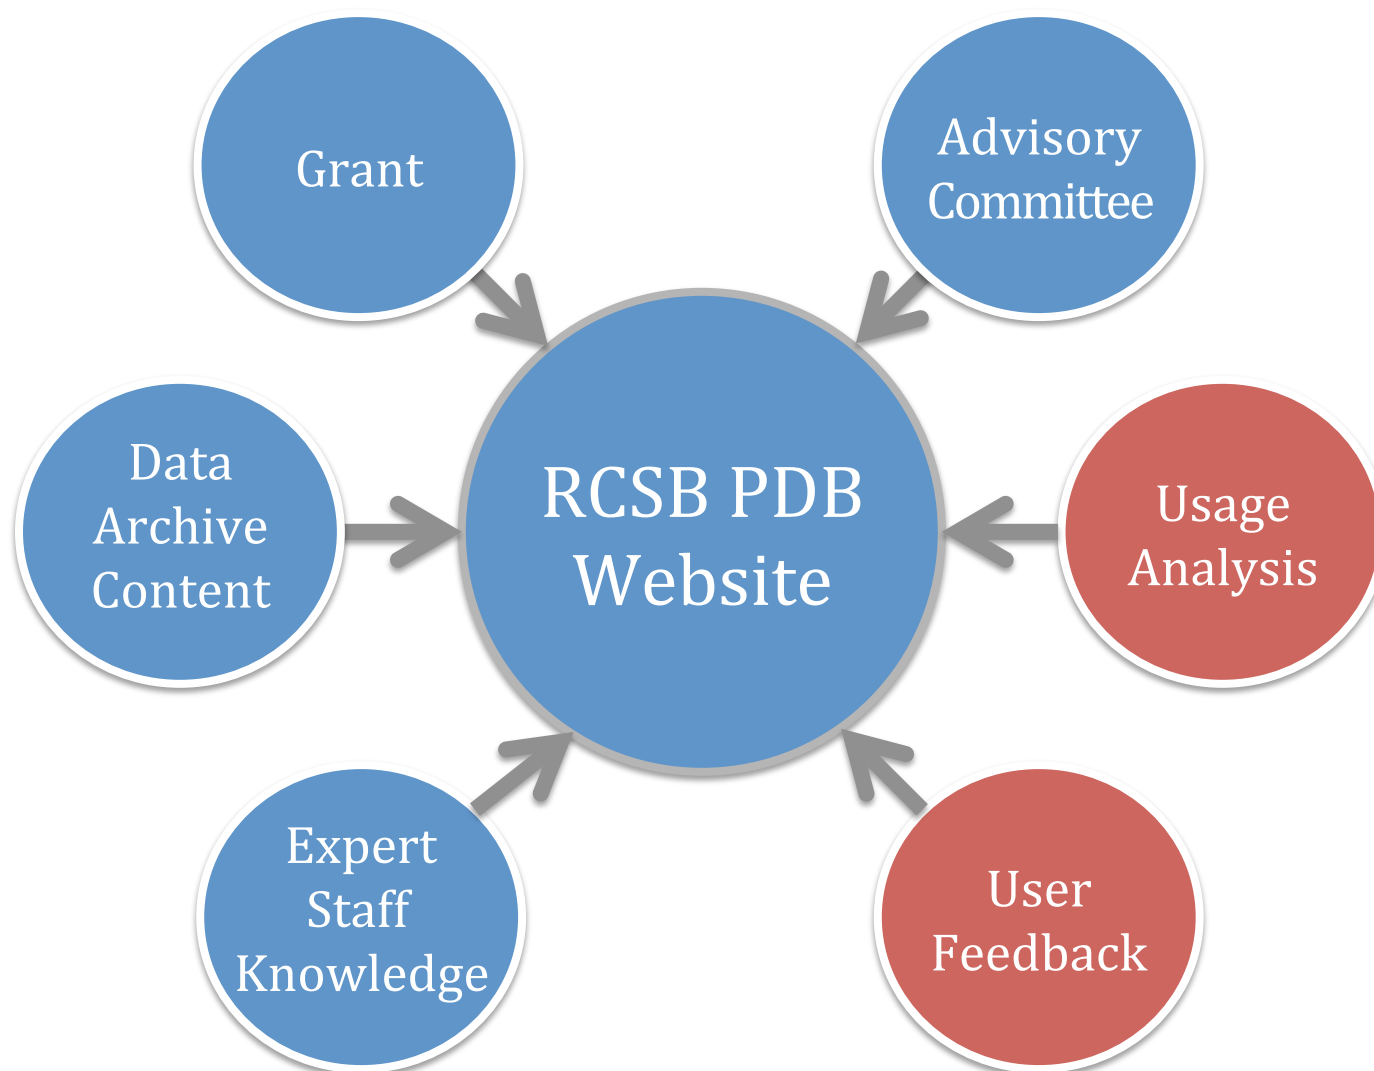 Grant
Advisory
Committee
Data
Archive
Content
RCSB PDB
Website
Usage
Analysis
Expert
Staff
Knowledge
User
Feedback